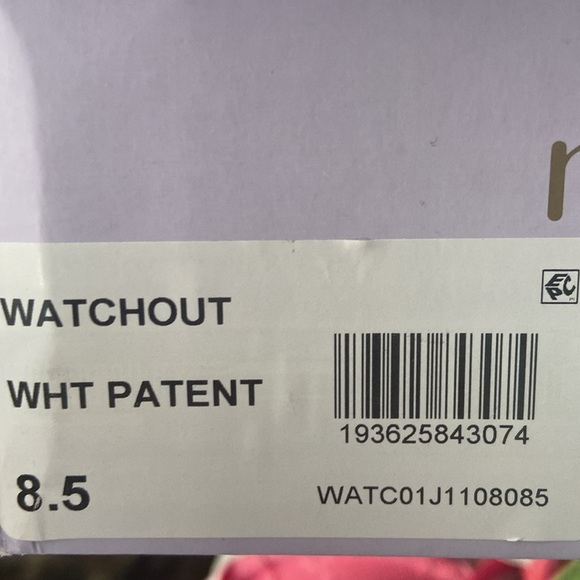 WATCHOUT
WHT PATENT
193625843074
8.5
WATC01J1108085